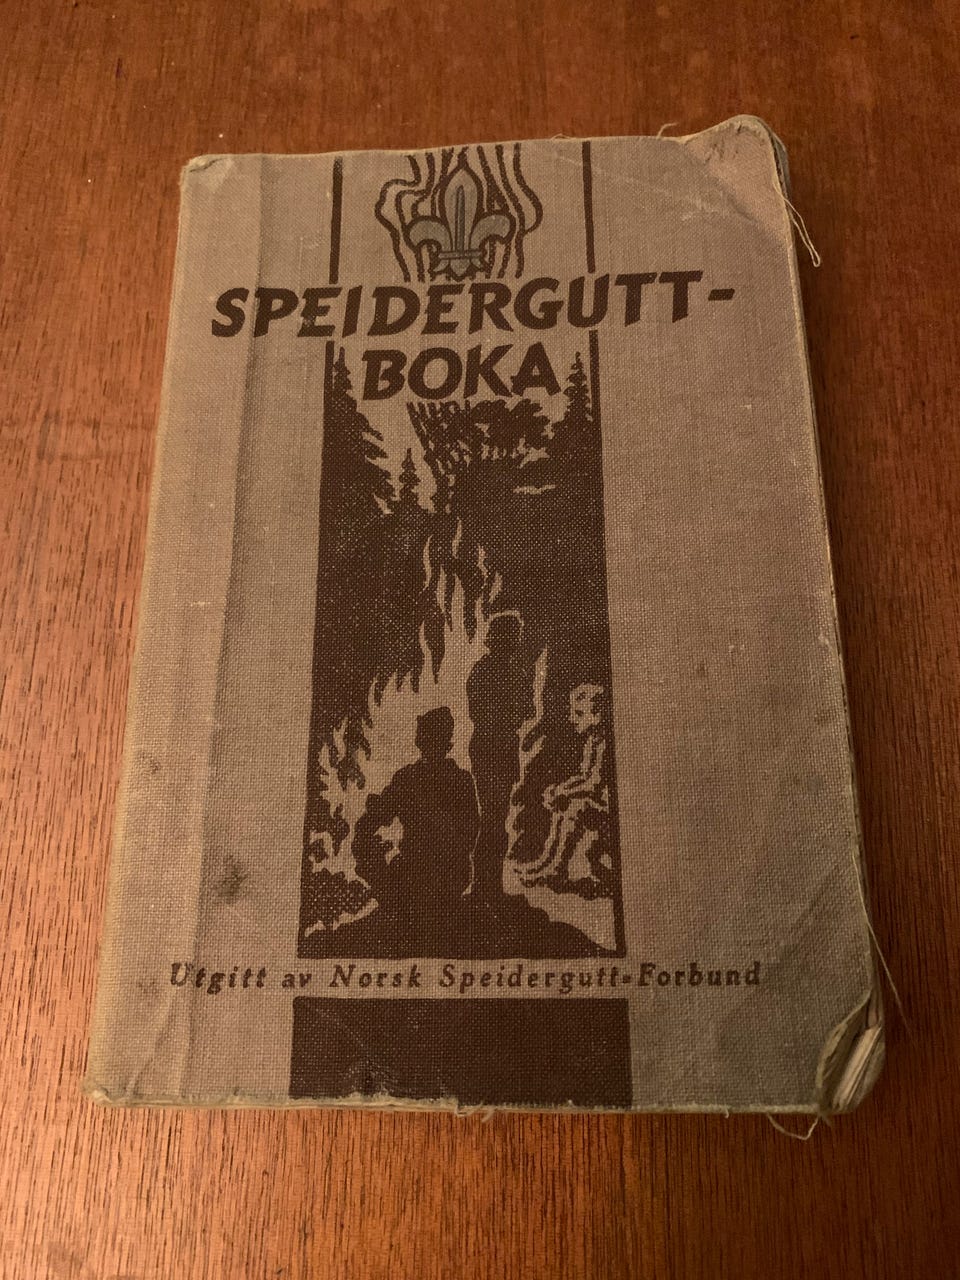 SPEIDERGUTT-
BOKA
Utgitt av Norsk Speidergutt-Forbund